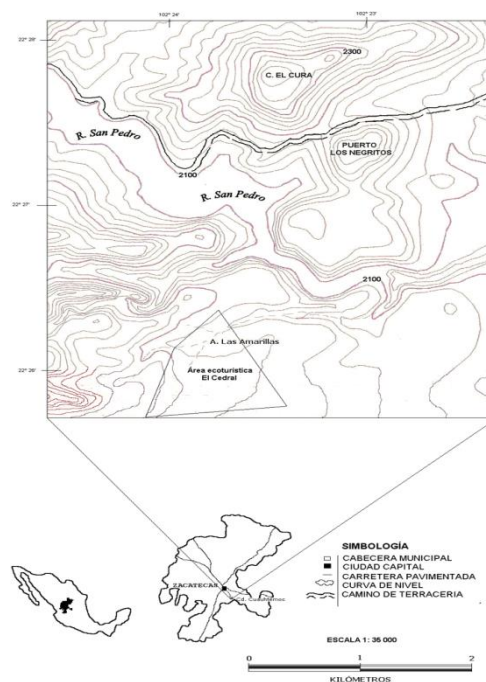 102° 24'
102° 23'
22° 28'
2300
C. EL CURA
R. San Pedro
PUERTO
LOS NEGRITOS
2100
R. San Pedro
22° 27'
2100
A. Las Amarillas
Área ecoturística
El Cedral
22° 26'
SIMBOLOGÍA
CABECERA MUNICIPAL
CIUDAD CAPITAL
CARRETERA PAVIMENTADA
CURVA DE NIVEL
CAMINO DE TERRACERIA
ZACATECAS
Cd. Cuauhtémoc
ESCALA 1: 35 000
0 1 2
KILÓMETROS